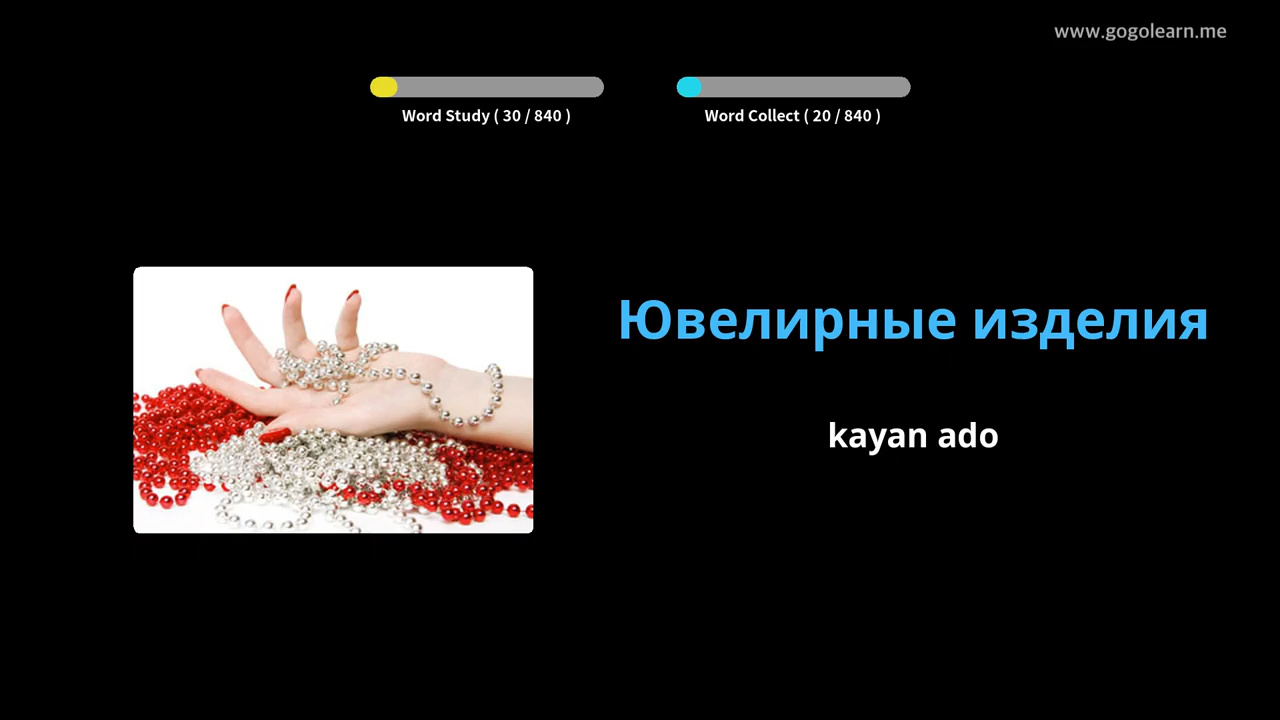 www.gogolearn.me
Word Study ( 30 / 840 )
Word Collect ( 20 / 840 )
Ювелирные изделия
kayan ado